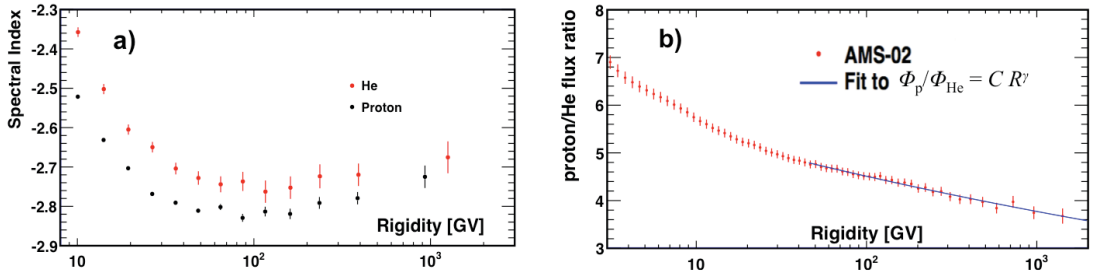 -2.3
-2.4
-2.5
-2.6
-2.7
-2.8
-2.9
Spectral Index
a)
He
Proton
Rigidity [GV]
10
10²
10³
8
7
6
5
4
3
proton/He flux ratio
b)
AMS-02
Fit to Φp/ΦHe = C Rᵞ
Rigidity [GV]
10
10²
10³